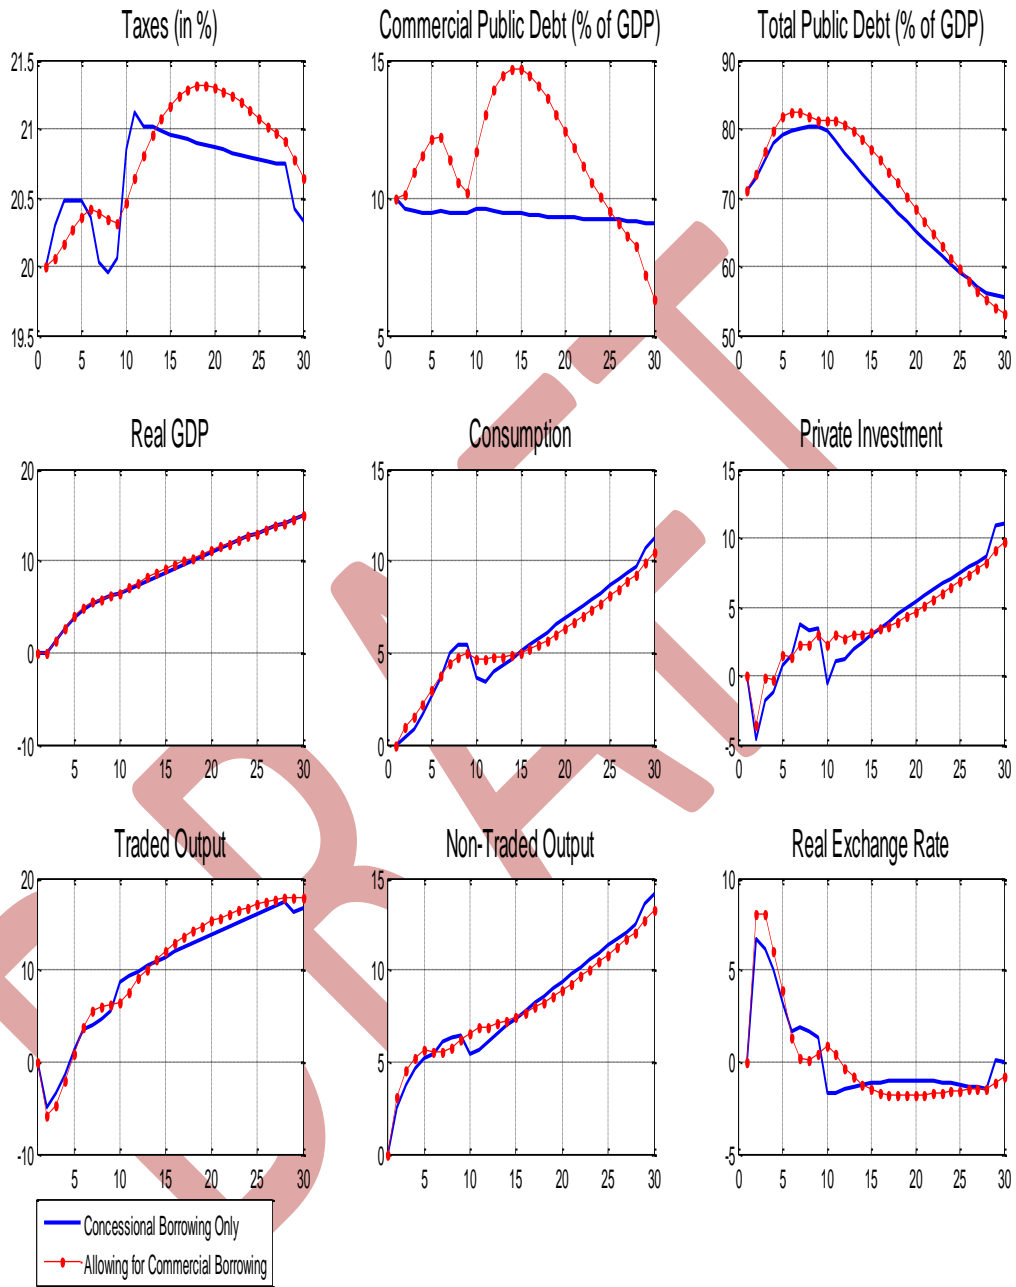 Taxes (in %)
Commercial Public Debt (% of GDP)
Total Public Debt (% of GDP)
21.5
21
20.5
20
19.5
0 5 10 15 20 25 30
15
10
5
0 5 10 15 20 25 30
90
80
70
60
50
0 5 10 15 20 25 30
Real GDP
Consumption
Private Investment
20
10
0
-10
5 10 15 20 25 30
15
10
5
0
0 5 10 15 20 25 30
15
10
5
0
-5
0 5 10 15 20 25 30
Traded Output
Non-Traded Output
Real Exchange Rate
20
10
0
-10
5 10 15 20 25 30
15
10
5
0
5 10 15 20 25 30
10
5
0
-5
0 5 10 15 20 25 30
Concessional Borrowing Only
Allowing for Commercial Borrowing
DRAFT